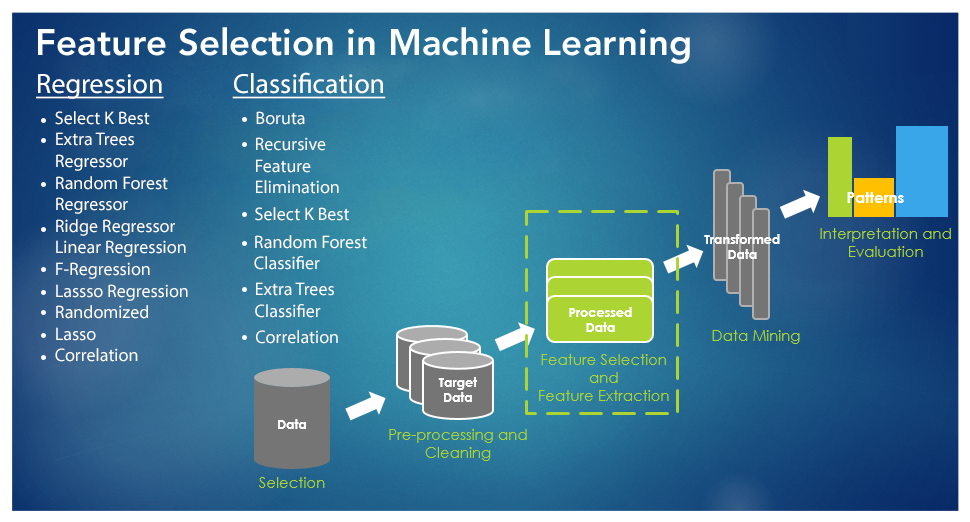 Feature Selection in Machine Learning
Regression
• Select K Best
• Extra Trees
Regressor
• Random Forest
Regressor
• Ridge Regressor
Linear Regression
• F-Regression
• Lassso Regression
• Randomized
• Lasso
• Correlation
Classification
• Boruta
• Recursive
Feature
Elimination
• Select K Best
• Random Forest
Classifier
• Extra Trees
Classifier
• Correlation
Data
Selection
Target
Data
Pre-processing and
Cleaning
Processed
Data
Feature Selection
and
Feature Extraction
Transformed
Data
Data Mining
Patterns
Interpretation and
Evaluation